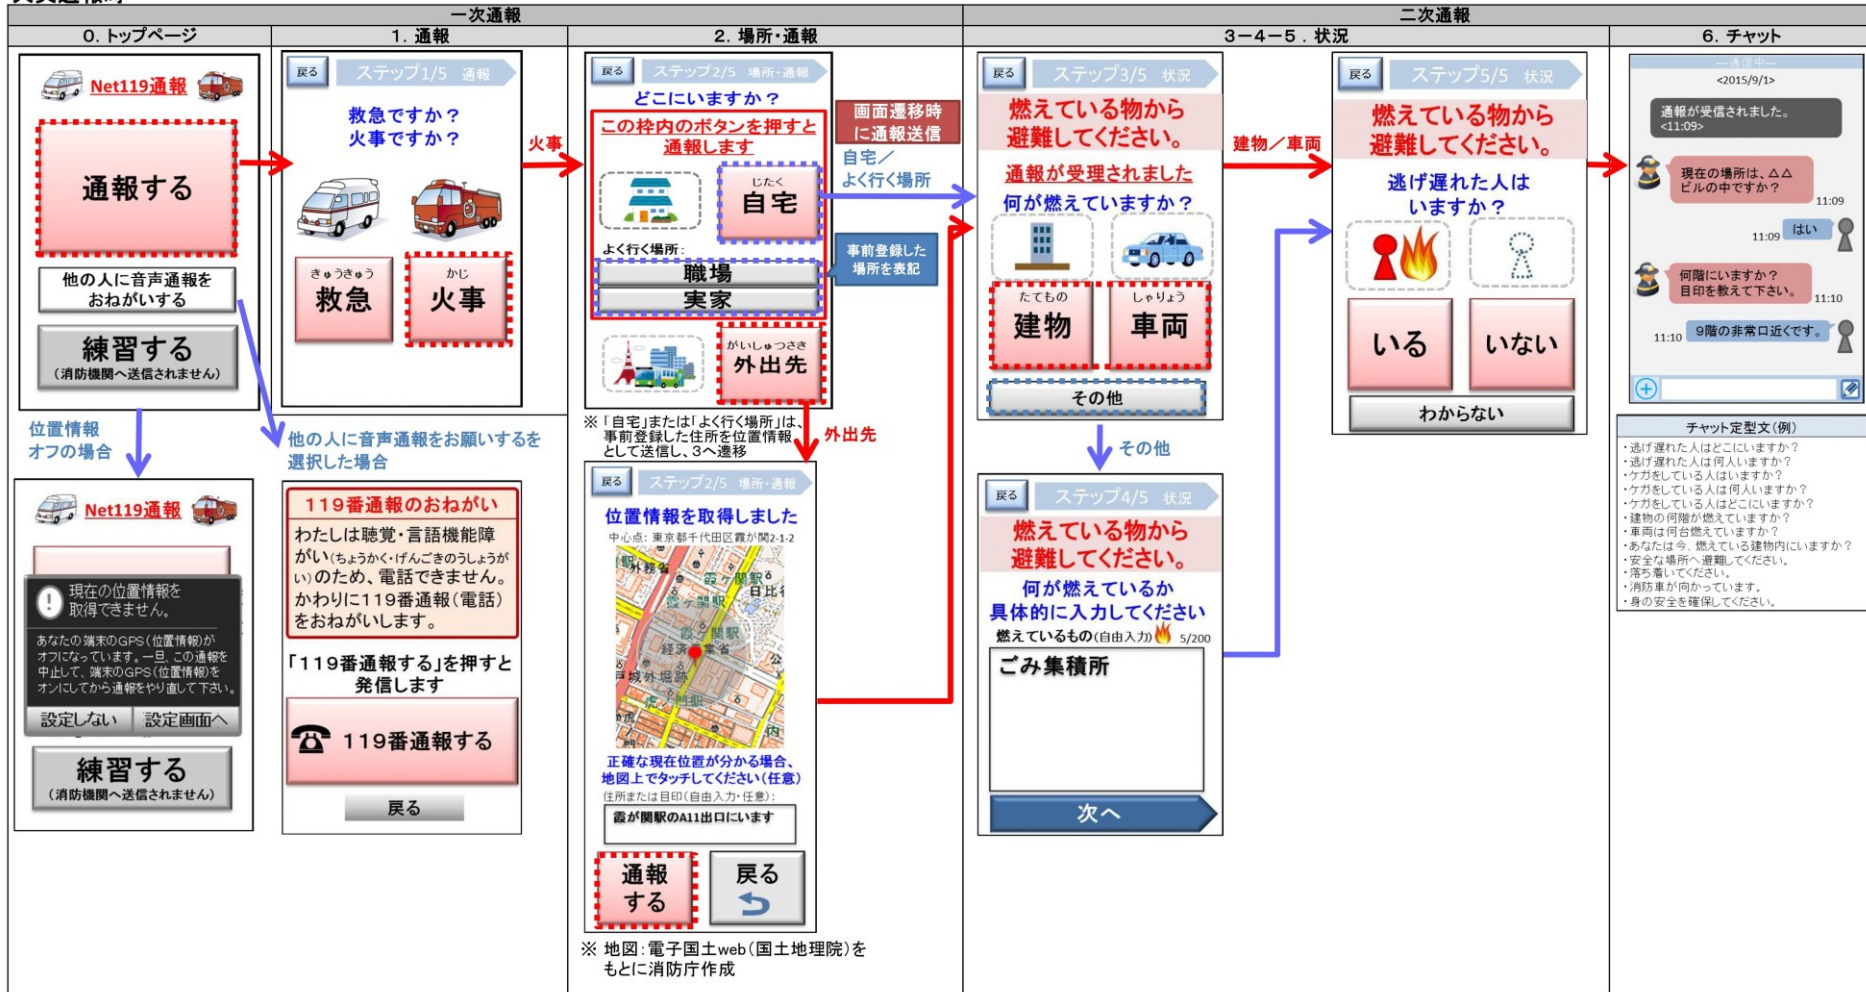 一次通報
二次通報
0. トップページ
1. 通報
2. 場所・通報
3－4－5．状況
6. チャット
Net119通報
通報する
他の人に音声通報を
おねがいする
練習する
(消防機関へ送信されません)
位置情報
オフの場合
他の人に音声通報をお願いするを
選択した場合
Net119通報
現在の位置情報を
取得できません。
あなたの端末のGPS(位置情報)が
オフになっています。一旦、この通報を
中止して、端末のGPS(位置情報)を
オンにしてから通報をやり直して下さい。
設定しない
設定画面へ
練習する
(消防機関へ送信されません)
戻る
ステップ1/5 通報
救急ですか？
火事ですか？
きゅうきゅう
救急
かじ
火事
火事
119番通報のおねがい
わたしは聴覚・言語機能障
がい(ちょうかく・げんごきのうしょうが
い)のため、電話できません。
かわりに119番通報(電話)
をおねがいします。
「119番通報する」を押すと
発信します
119番通報する
戻る
戻る
ステップ2/5 場所・通報
どこにいますか？
この枠内のボタンを押すと
通報します
じたく
自宅
よく行く場所：
職場
実家
がいしゅつさき
外出先
画面遷移時
に通報送信
自宅／
よく行く場所
事前登録した
場所を表記
※「自宅」または「よく行く場所」は、
事前登録した住所を位置情報
として送信し、3へ遷移
外出先
戻る
ステップ2/5 場所・通報
位置情報を取得しました
中心点：東京都千代田区霞が関2-1-2
外務省
霞ケ関駅
日比谷
霞ケ関駅
霞ケ関駅
経済産業省
戸城外堀跡
虎ノ門駅
正確な現在位置が分かる場合、
地図上でタッチしてください(任意)
住所または目印(自由入力・任意)：
霞が関駅のA11出口にいます
通報
する
戻る
※ 地図：電子国土web(国土地理院)を
もとに消防庁作成
戻る
ステップ3/5 状況
燃えている物から
避難してください。
通報が受理されました
何が燃えていますか？
たてもの
建物
しゃりょう
車両
その他
建物／車両
その他
戻る
ステップ4/5 状況
燃えている物から
避難してください。
何が燃えているか
具体的に入力してください
燃えているもの(自由入力) 5/200
ごみ集積所
次へ
戻る
ステップ5/5 状況
燃えている物から
避難してください。
逃げ遅れた人は
いますか？
いる
いない
わからない
---通信中---
<2015/9/1>
通報が受信されました。
<11:09>
現在の場所は、△△
ビルの中ですか？
11:09
11:09 はい
何階にいますか？
目印を教えて下さい。
11:10
11:10 9階の非常口近くです。
チャット定型文(例)
・逃げ遅れた人はどこにいますか？
・逃げ遅れた人は何人いますか？
・ケガをしている人はいますか？
・ケガをしている人は何人いますか？
・ケガをしている人はどこにいますか？
・建物の何階が燃えていますか？
・車両は何台燃えていますか？
・あなたは今、燃えている建物内にいますか？
・安全な場所へ避難してください。
・落ち着いてください。
・消防車が向かっています。
・身の安全を確保してください。